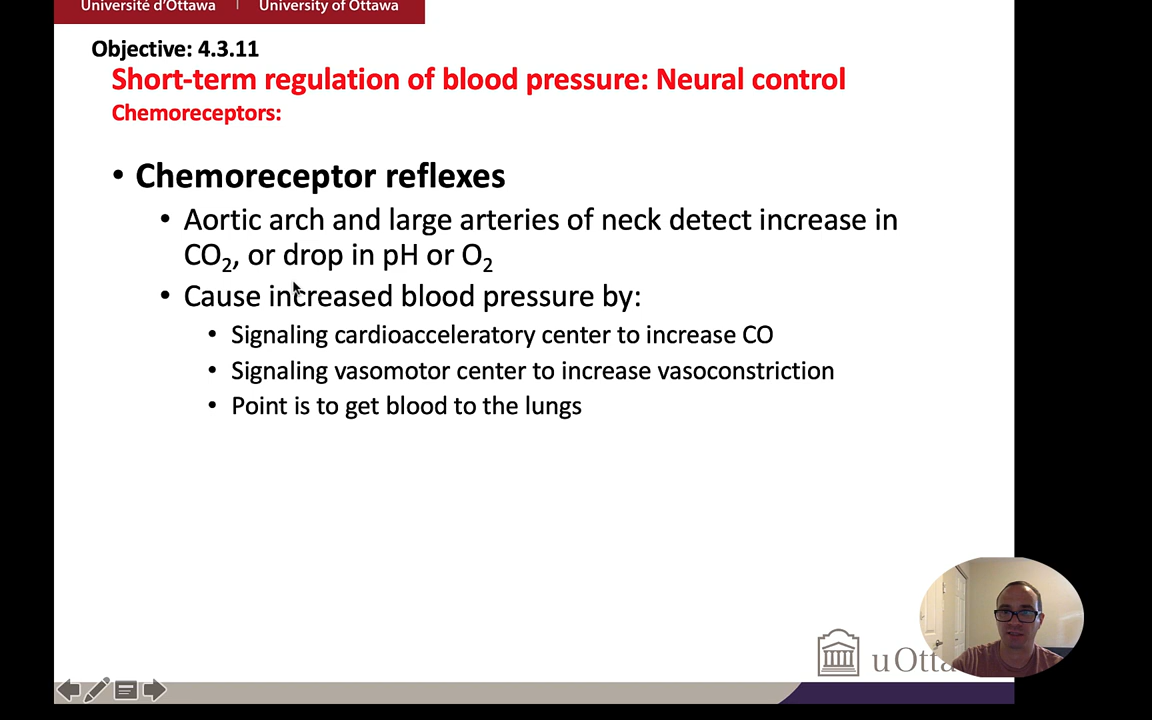 Université d'Ottawa | University of Ottawa
Objective: 4.3.11
Short-term regulation of blood pressure: Neural control
Chemoreceptors:
• Chemoreceptor reflexes
• Aortic arch and large arteries of neck detect increase in
CO₂, or drop in pH or O₂
• Cause increased blood pressure by:
• Signaling cardioacceleratory center to increase CO
• Signaling vasomotor center to increase vasoconstriction
• Point is to get blood to the lungs